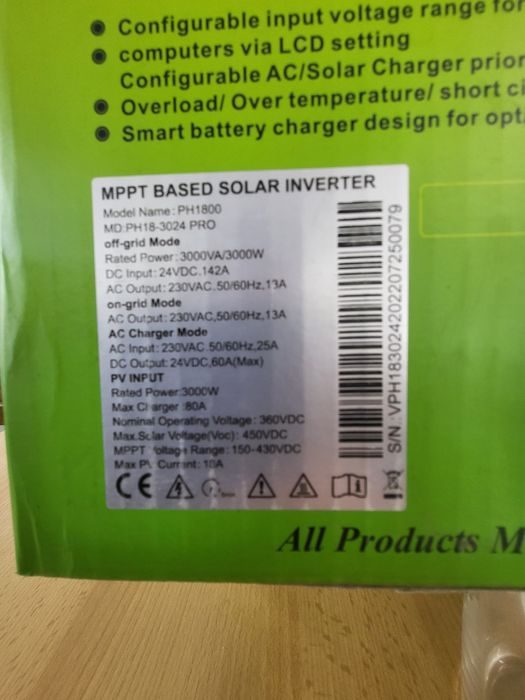 Configurable input voltage range for
computers via LCD setting
Configurable AC/Solar Charger prior
Overload/ Over temperature/ short ci
Smart battery charger design for opt
MPPT BASED SOLAR INVERTER
Model Name: PH1800
MD:PH18-3024 PRO
off-grid Mode
Rated Power: 3000VA/3000W
DC Input: 24VDC,142A
AC Output: 230VAC,50/60Hz,13A
on-grid Mode
AC Output: 230VAC,50/60Hz,13A
AC Charger Mode
AC Input: 230VAC,50/60Hz,25A
DC Output: 24VDC,60A(Max)
PV INPUT
Rated Power:3000W
Max Charger :80A
Nominal Operating Voltage: 360VDC
Max.Solar Voltage(Voc): 450VDC
MPPT Voltage Range: 150-430VDC
Max PV Current: 18A
CE
S/N.:VPH183024202207250079
All Products M